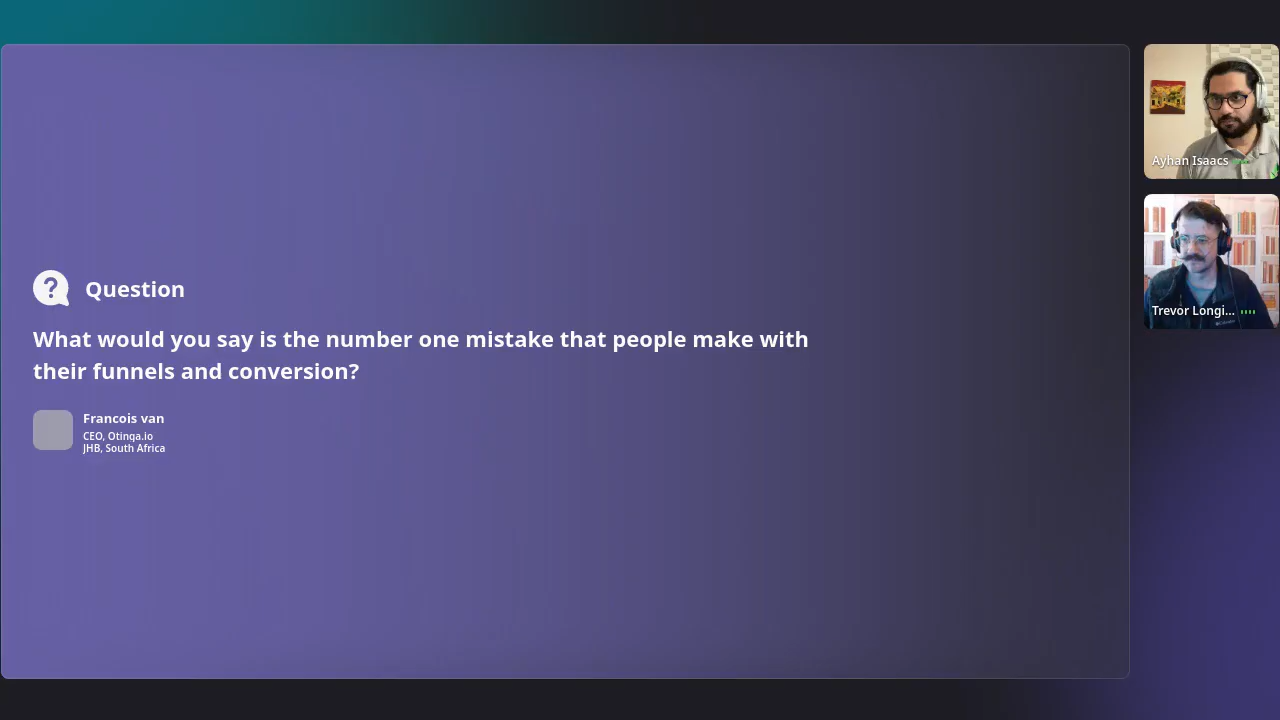 Question
What would you say is the number one mistake that people make with
their funnels and conversion?
Francois van
CEO, Otinqa.io
JHB, South Africa
Ayhan Isaacs
Trevor Longi...